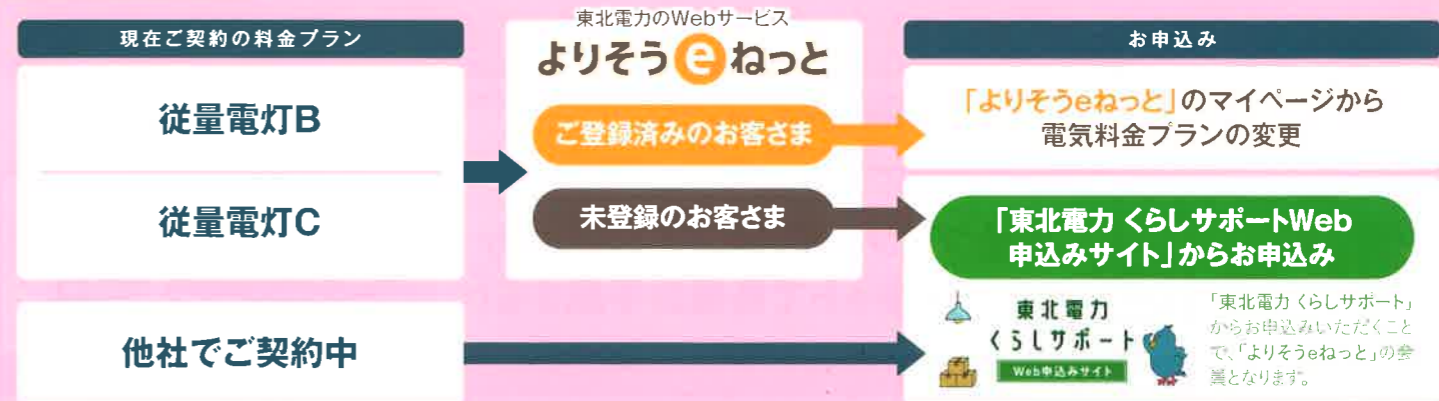 現在ご契約の料金プラン
従量電灯B
従量電灯C
他社でご契約中
東北電力のWebサービス
よりそうeねっと
ご登録済みのお客さま
未登録のお客さま
お申込み
「よりそうeねっと」のマイページから
電気料金プランの変更
「東北電力 くらしサポートWeb
申込みサイト」からお申込み
東北電力
くらしサポート
Web申込みサイト
「東北電力 くらしサポート」
からお申込みいただくこと
で、「よりそうeねっと」の会
員となります。